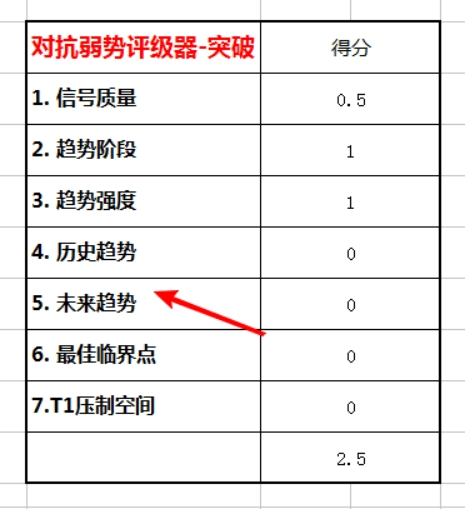 对抗弱势评级器-突破 得分
1. 信号质量 0.5
2. 趋势阶段 1
3. 趋势强度 1
4. 历史趋势 0
5. 未来趋势 0
6. 最佳临界点 0
7.T1压制空间 0
2.5